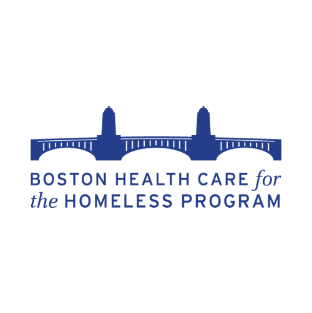 BOSTON HEALTH CARE for
the HOMELESS PROGRAM